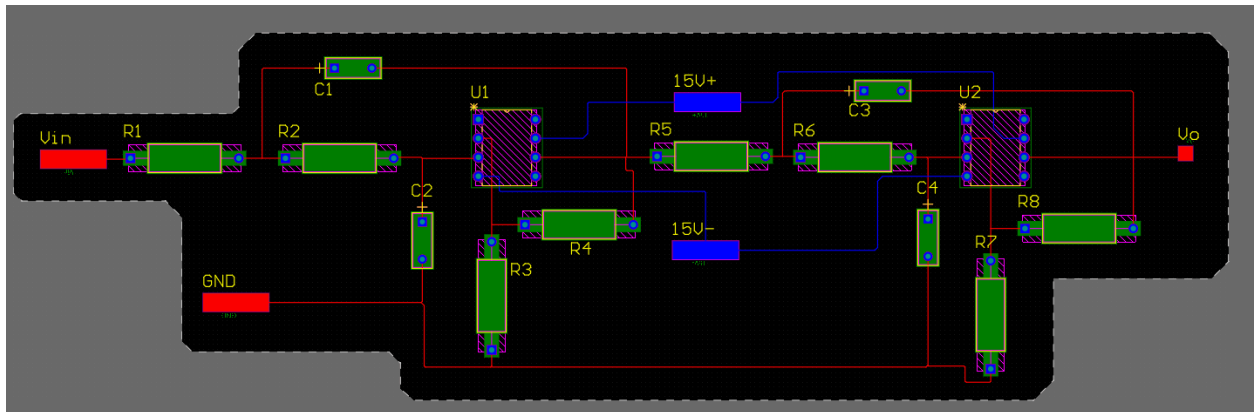 Vin
R1
R2
C1
U1
15V+
C3
U2
Vo
R5
R6
C2
C4
R3
R4
15V-
R8
R7
GND